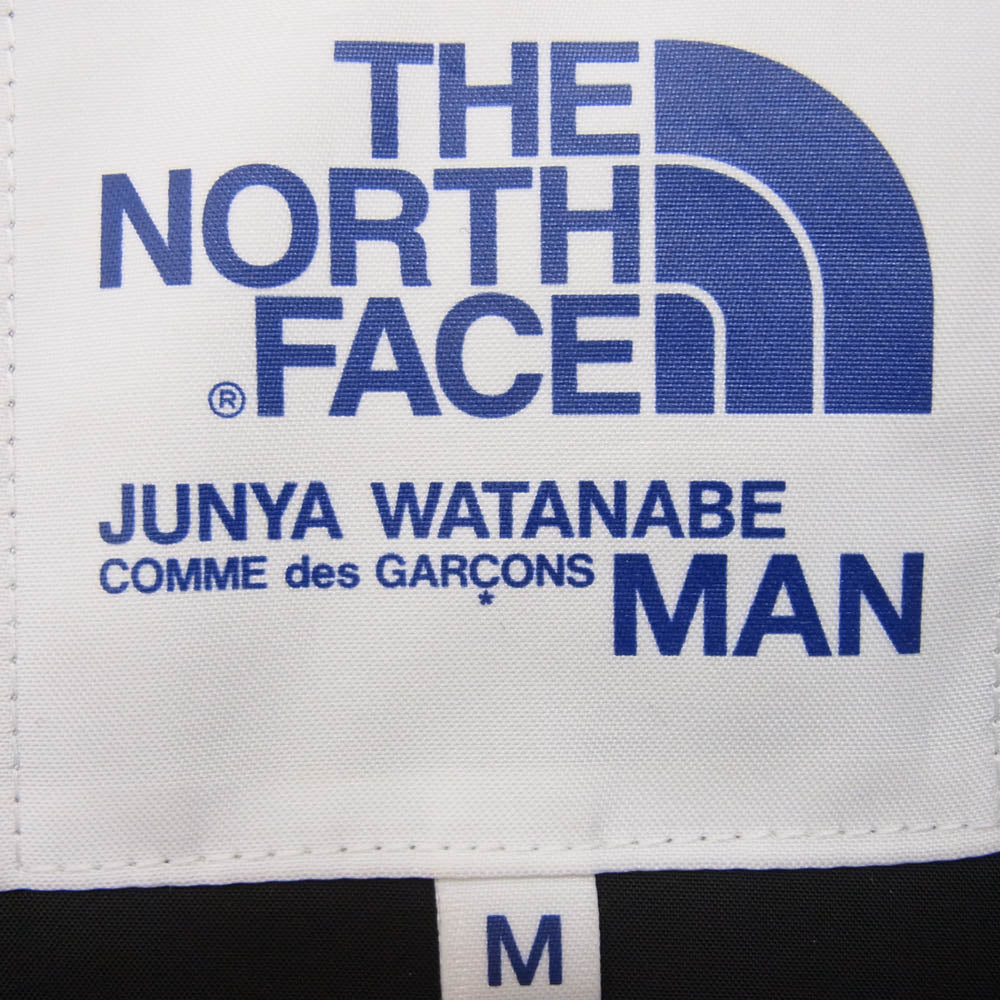 THE
NORTH
®FACE
JUNYA WATANABE
COMME des GARÇONS
*
MAN
M